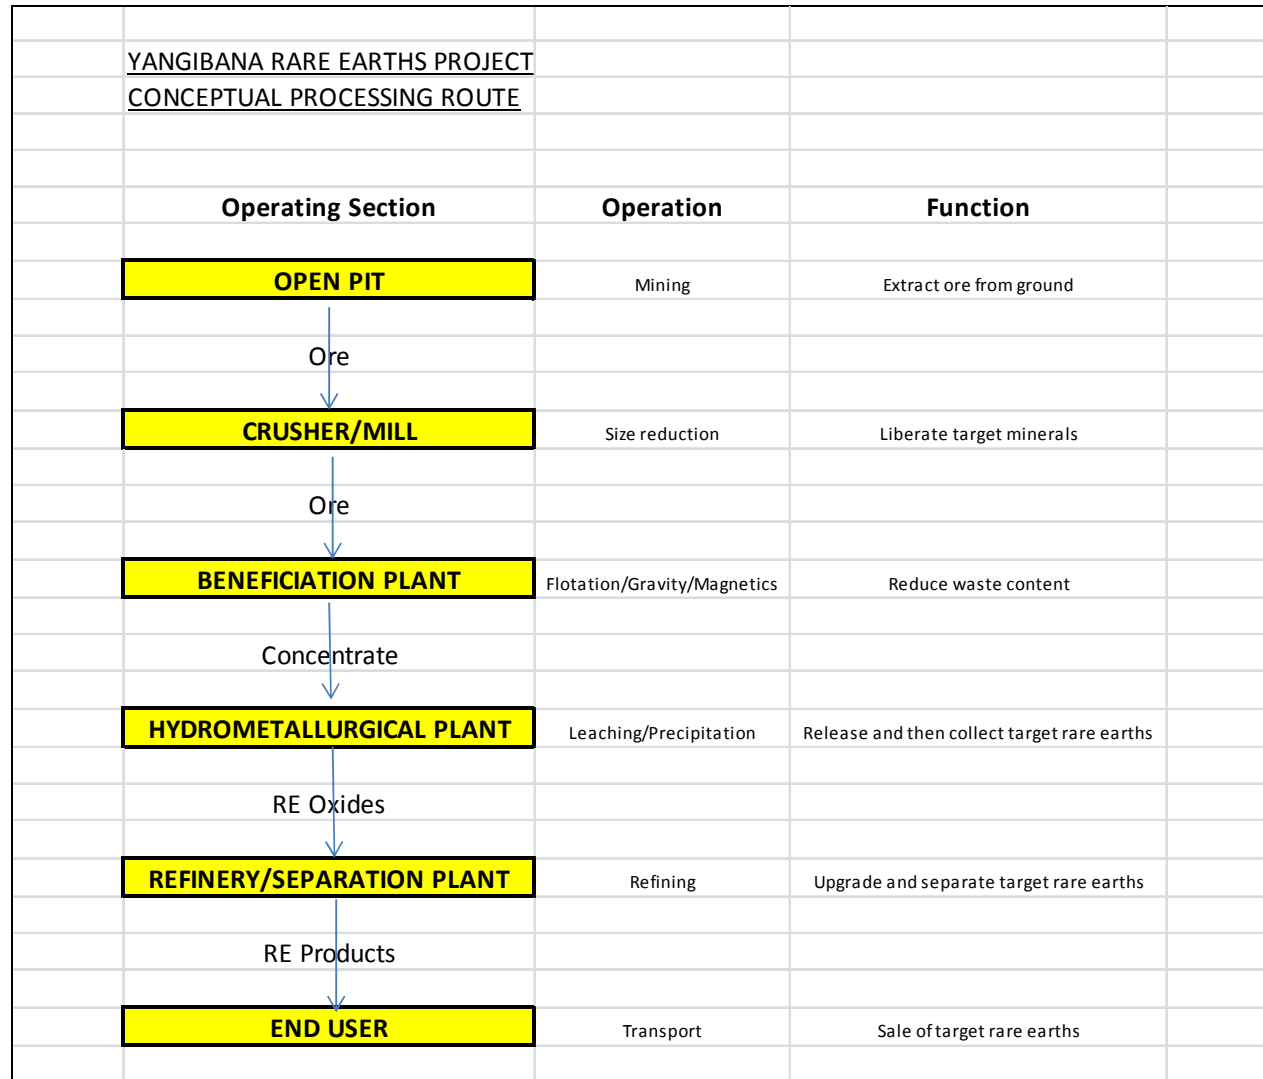 YANGIBANA RARE EARTHS PROJECT
CONCEPTUAL PROCESSING ROUTE
Operating Section Operation Function
OPEN PIT Mining Extract ore from ground
Ore
CRUSHER/MILL Size reduction Liberate target minerals
Ore
BENEFICIATION PLANT Flotation/Gravity/Magnetics Reduce waste content
Concentrate
HYDROMETALLURGICAL PLANT Leaching/Precipitation Release and then collect target rare earths
RE Oxides
REFINERY/SEPARATION PLANT Refining Upgrade and separate target rare earths
RE Products
END USER Transport Sale of target rare earths